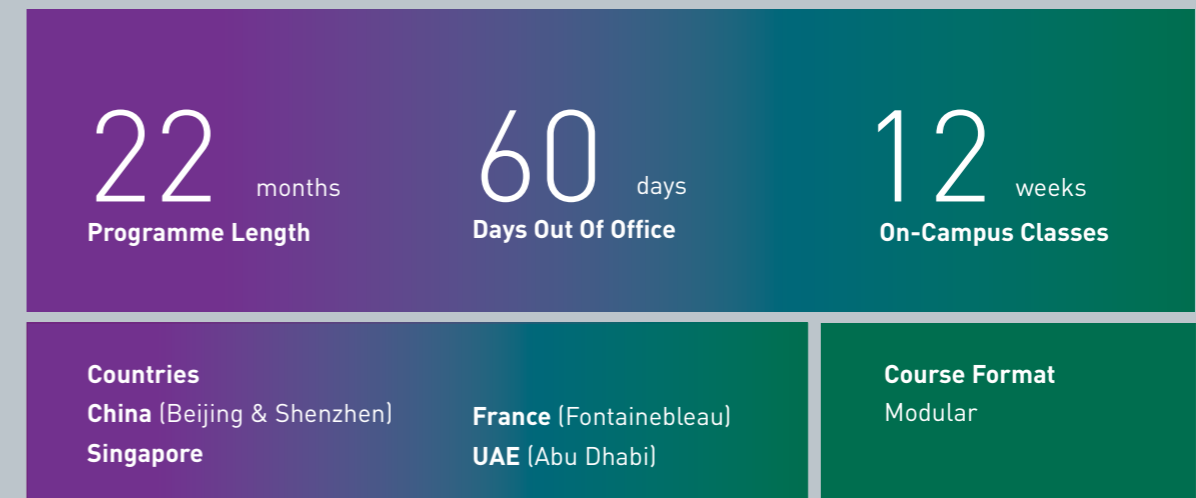 22 months
Programme Length
60 days
Days Out Of Office
12 weeks
On-Campus Classes
Countries
China (Beijing & Shenzhen)
Singapore
France (Fontainebleau)
UAE (Abu Dhabi)
Course Format
Modular